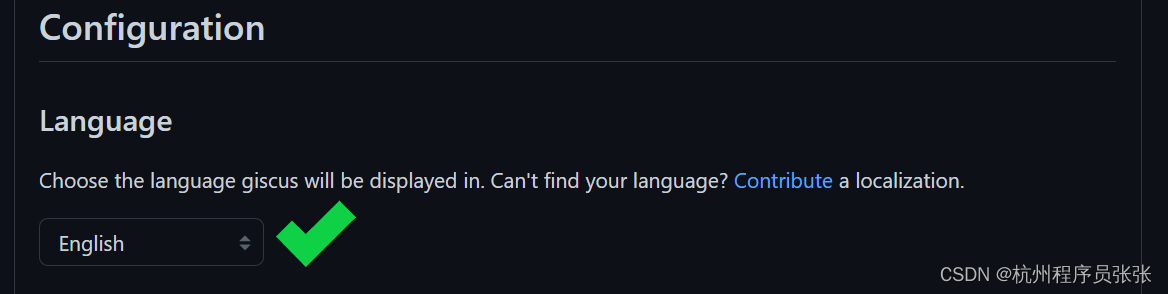 Configuration
Language
Choose the language giscus will be displayed in. Can't find your language? Contribute a localization.
English
CSDN @杭州程序员张张